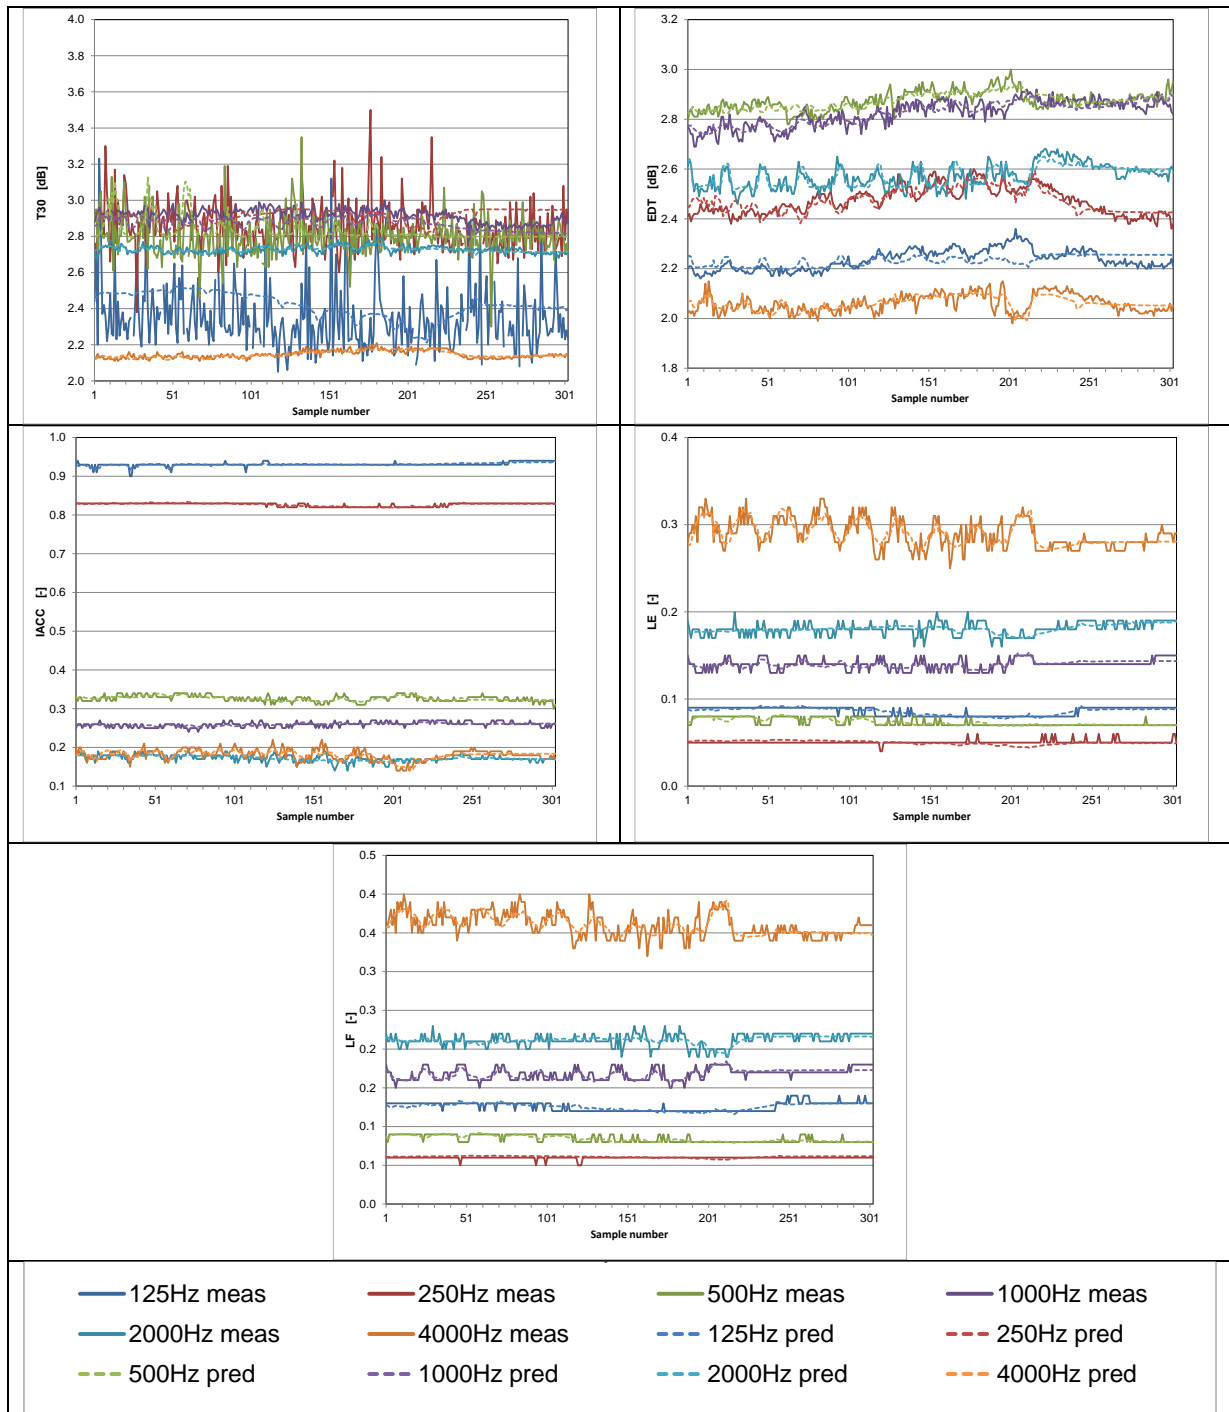 4.0
3.8
3.6
3.4
3.2
3.0
2.8
2.6
2.4
2.2
2.0
T30 [dB]
1 51 101 151 201 251 301
Sample number
3.2
3.0
2.8
2.6
2.4
2.2
2.0
1.8
EDT [dB]
1 51 101 151 201 251 301
Sample number
1.0
0.9
0.8
0.7
0.6
0.5
0.4
0.3
0.2
0.1
IACC [-]
1 51 101 151 201 251 301
Sample number
0.4
0.3
0.2
0.1
0.0
LE [-]
1 51 101 151 201 251 301
Sample number
0.5
0.4
0.4
0.3
0.3
0.2
0.2
0.1
0.1
0.0
LF [-]
1 51 101 151 201 251 301
Sample number
125Hz meas 250Hz meas 500Hz meas 1000Hz meas
2000Hz meas 4000Hz meas 125Hz pred 250Hz pred
500Hz pred 1000Hz pred 2000Hz pred 4000Hz pred